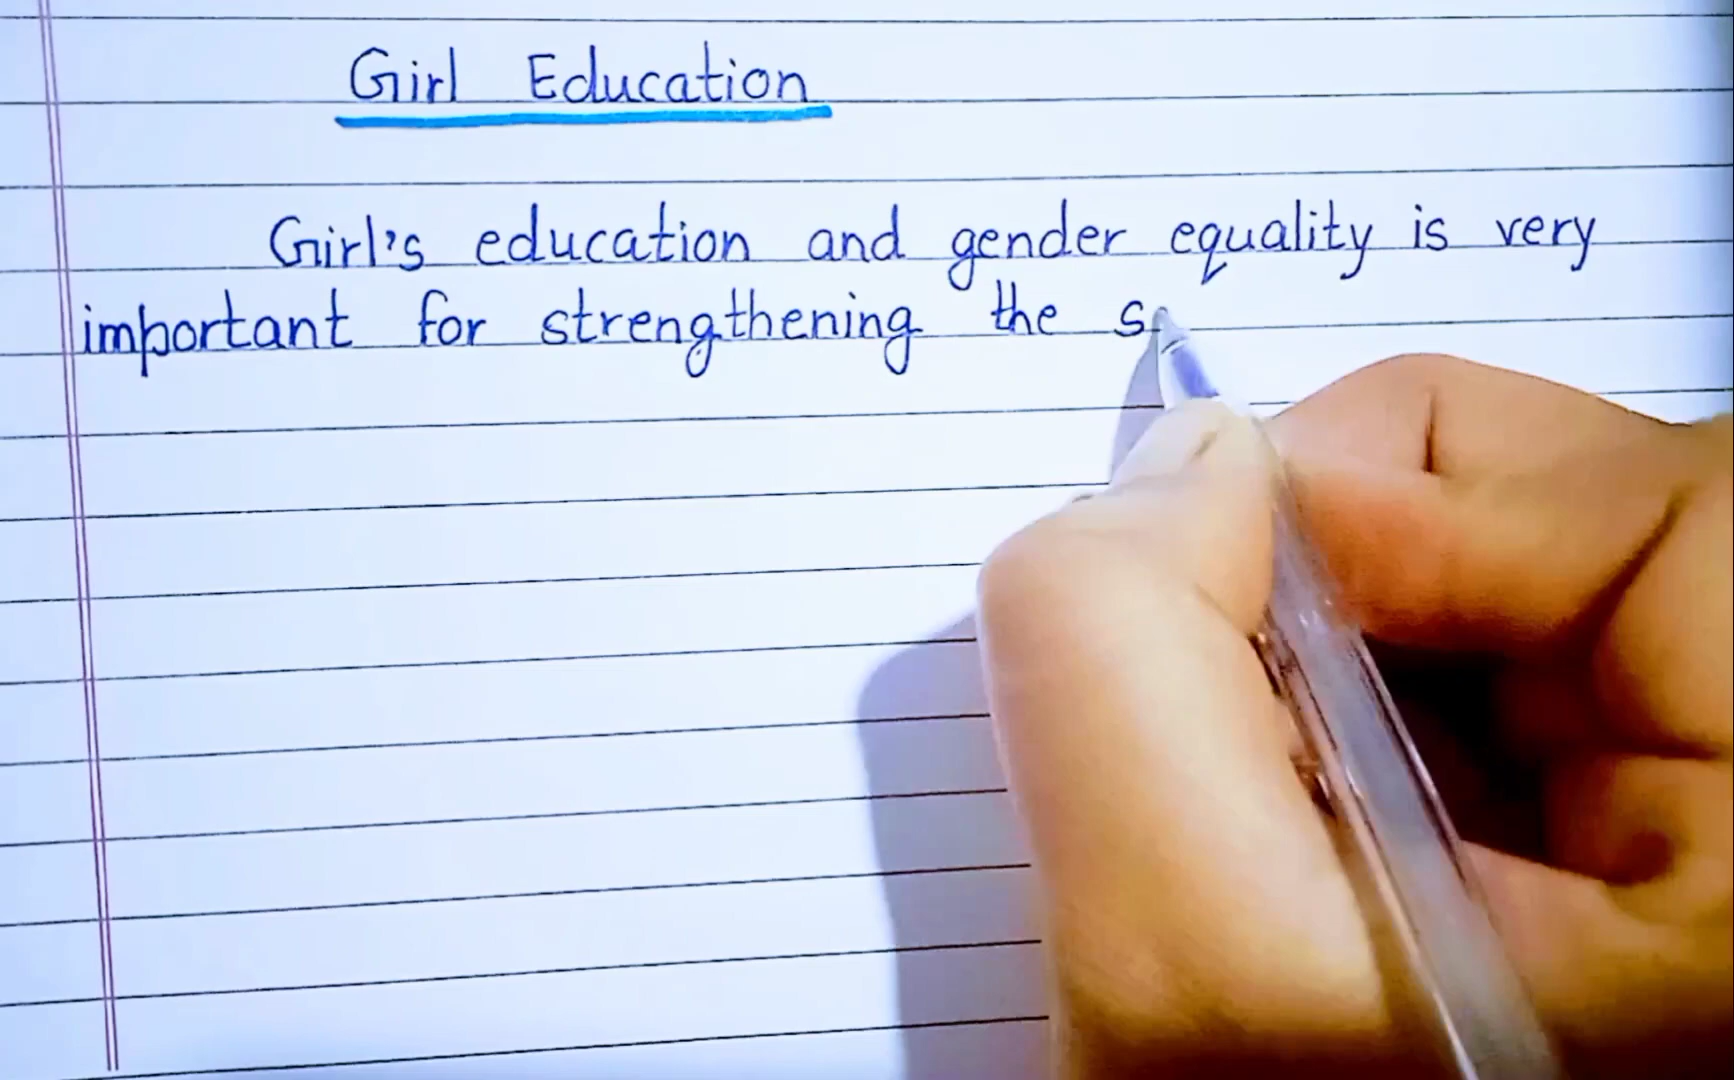 Girl Education
Girl's education and gender equality is very
important for strengthening the